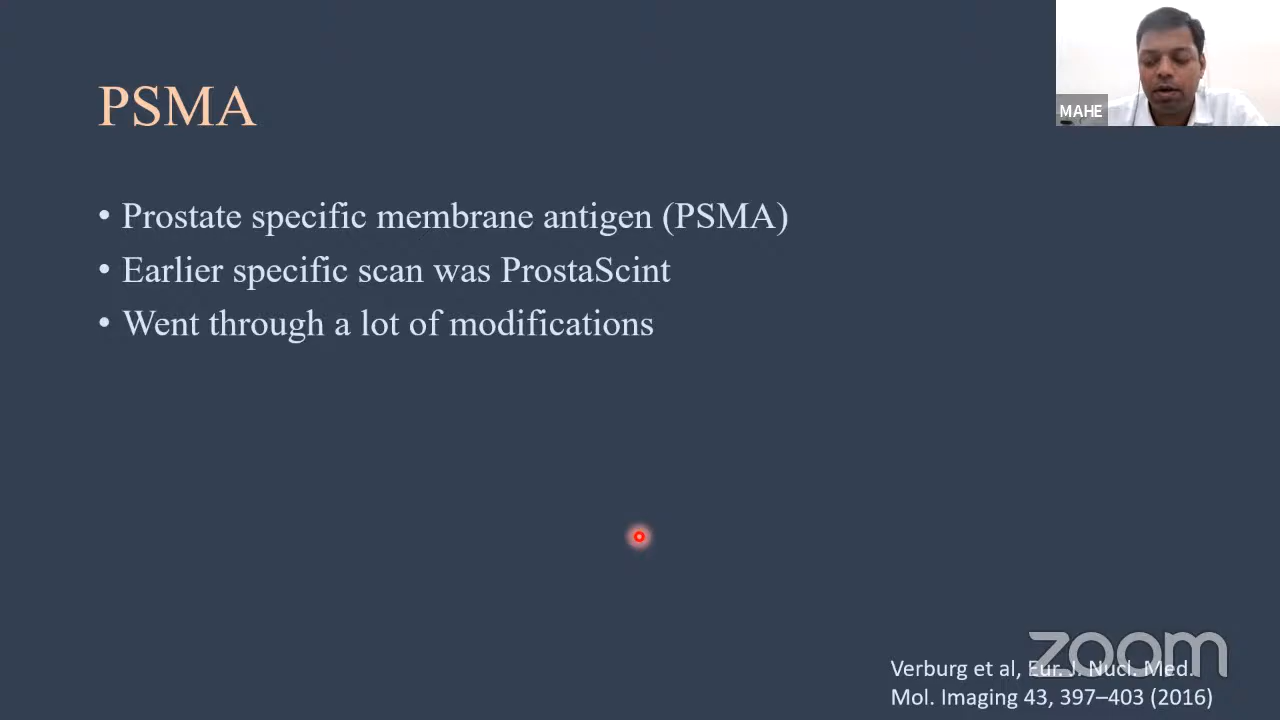 PSMA
MAHE
• Prostate specific membrane antigen (PSMA)
• Earlier specific scan was ProstaScint
• Went through a lot of modifications
zoom
Verburg et al, Eur. J. Nucl. Med.
Mol. Imaging 43, 397–403 (2016)